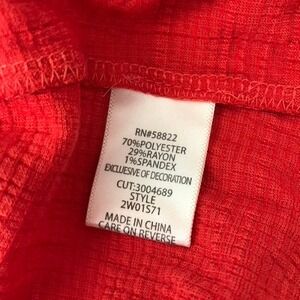 RN#58822
70%POLYESTER
29%RAYON
1%SPANDEX
EXCLUSIVE OF DECORATION
CUT:3004689
STYLE
2W01S71
MADE IN CHINA
CARE ON REVERSE